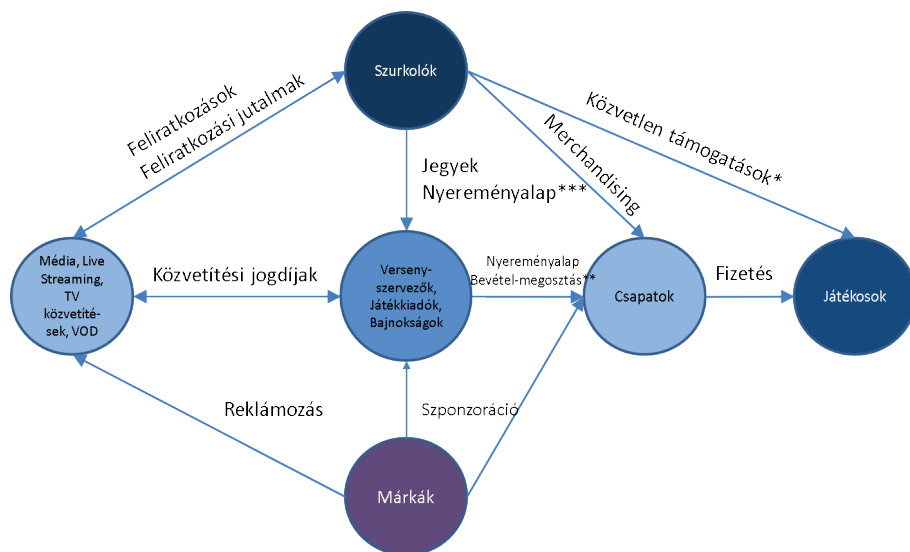 Szurkolók
Feliratkozások
Feliratkozási jutalmak
Közvetlen támogatások*
Merchandising
Jegyek
Nyereményalap***
Média, Live
Streaming,
TV
közvetíté-
sek, VOD
Közvetítési jogdíjak
Verseny-
szervezők,
Játékkiadók,
Bajnokságok
Nyereményalap
Bevétel-megosztás**
Csapatok
Fizetés
Játékosok
Reklámozás
Szponzoráció
Márkák